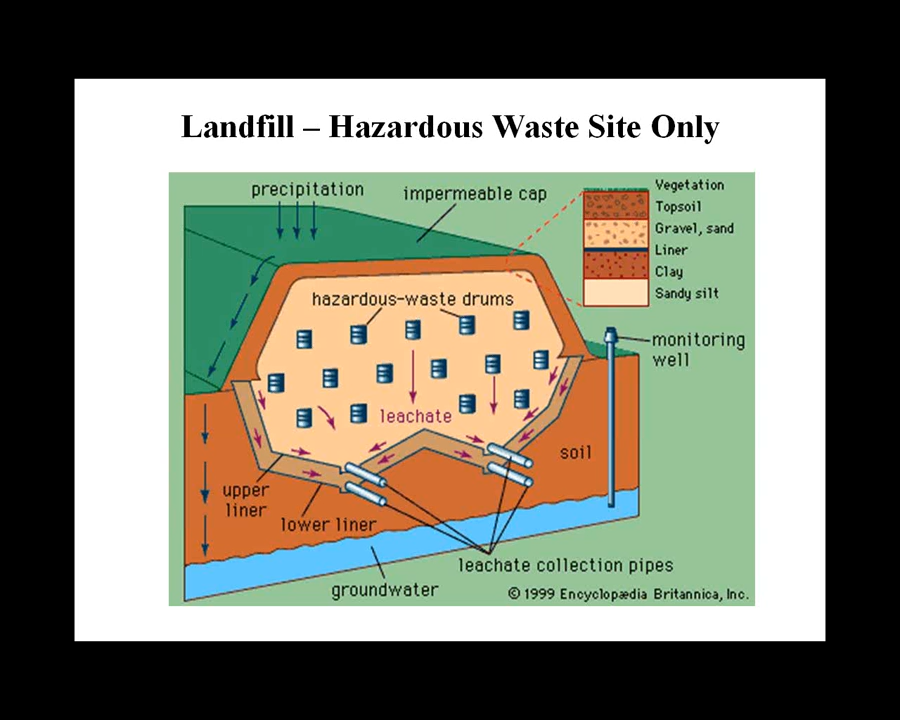 Landfill – Hazardous Waste Site Only
precipitation
impermeable cap
Vegetation
Topsoil
Gravel, sand
Liner
Clay
Sandy silt
hazardous-waste drums
monitoring
well
leachate
soil
upper
liner
lower liner
leachate collection pipes
groundwater
© 1999 Encyclopædia Britannica, Inc.